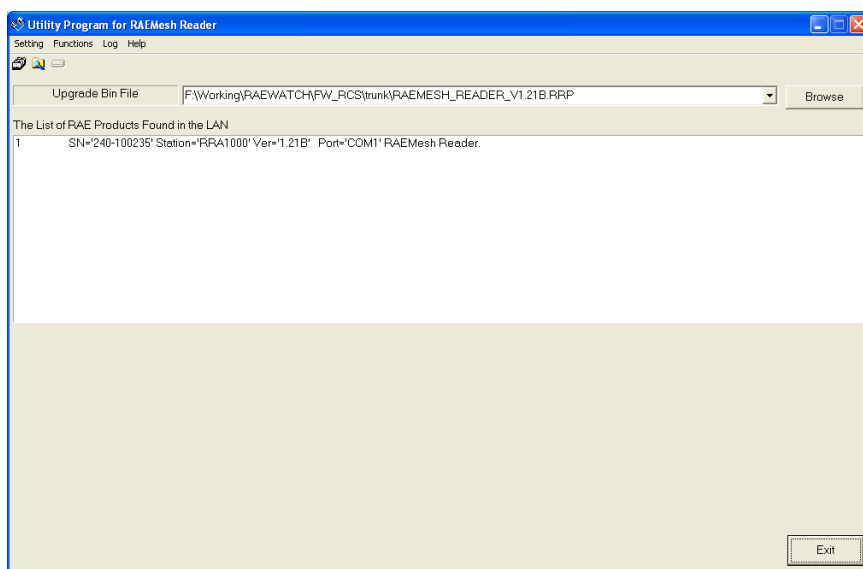 Utility Program for RAEMesh Reader
Setting Functions Log Help
Upgrade Bin File F:\Working\RAEWATCH\FW_RCS\trunk\RAEMESH_READER_V1.21B.RRP Browse
The List of RAE Products Found in the LAN
1 SN='240-100235' Station='RRA1000' Ver='1.21B' Port='COM1' RAEMesh Reader.
Exit